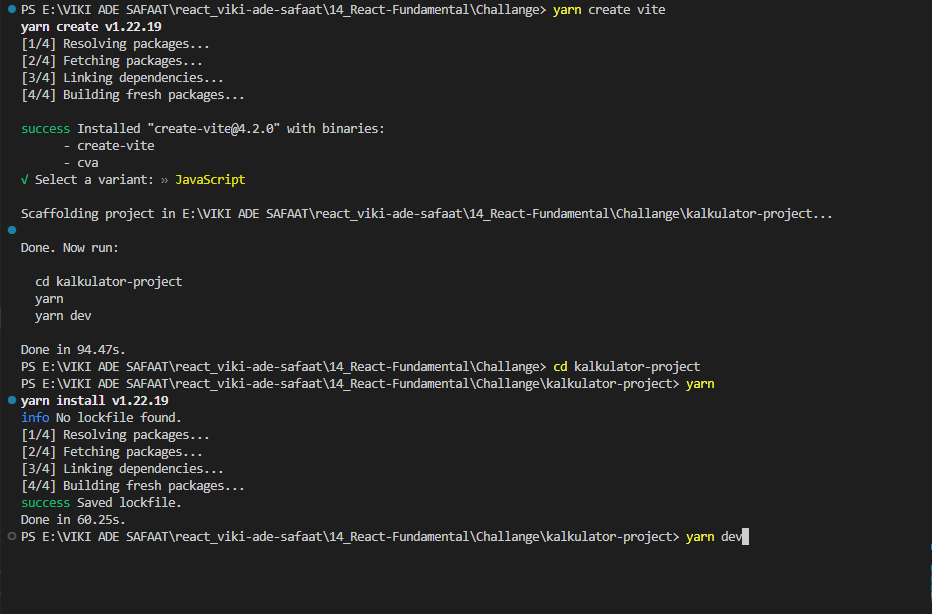 PS E:\VIKI ADE SAFAAT\react_viki-ade-safaat\14_React-Fundamental\Challange> yarn create vite
yarn create v1.22.19
[1/4] Resolving packages...
[2/4] Fetching packages...
[3/4] Linking dependencies...
[4/4] Building fresh packages...
success Installed "create-vite@4.2.0" with binaries:
- create-vite
- cva
√ Select a variant: » JavaScript
Scaffolding project in E:\VIKI ADE SAFAAT\react_viki-ade-safaat\14_React-Fundamental\Challange\kalkulator-project...
Done. Now run:
cd kalkulator-project
yarn
yarn dev
Done in 94.47s.
PS E:\VIKI ADE SAFAAT\react_viki-ade-safaat\14_React-Fundamental\Challange> cd kalkulator-project
PS E:\VIKI ADE SAFAAT\react_viki-ade-safaat\14_React-Fundamental\Challange\kalkulator-project> yarn
yarn install v1.22.19
info No lockfile found.
[1/4] Resolving packages...
[2/4] Fetching packages...
[3/4] Linking dependencies...
[4/4] Building fresh packages...
success Saved lockfile.
Done in 60.25s.
PS E:\VIKI ADE SAFAAT\react_viki-ade-safaat\14_React-Fundamental\Challange\kalkulator-project> yarn dev